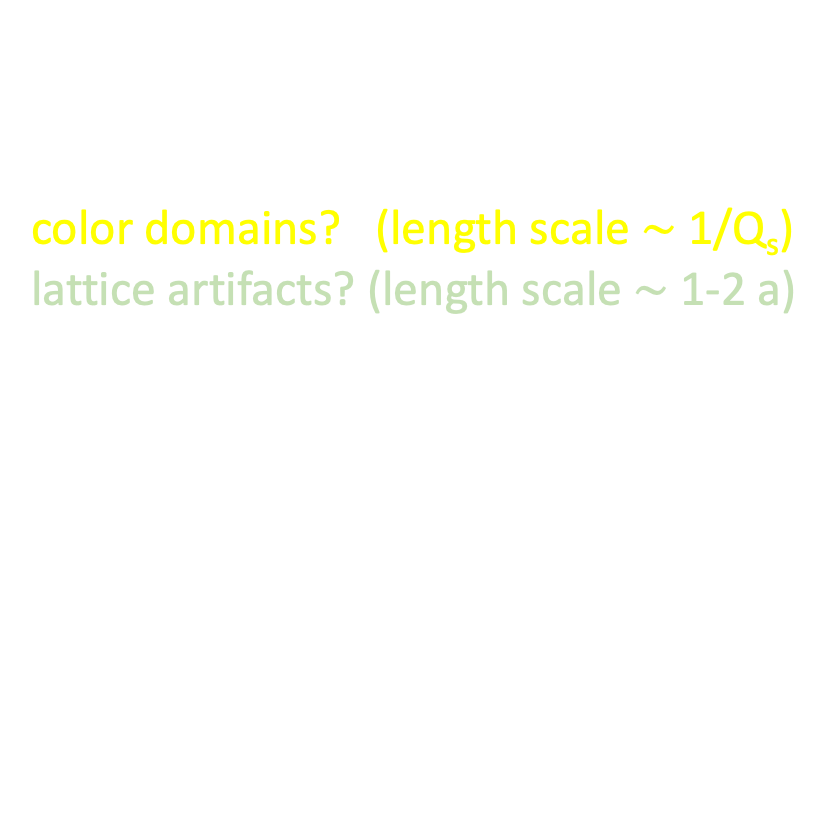 color domains? (length scale ~ 1/Qs)
lattice artifacts? (length scale ~ 1-2 a)